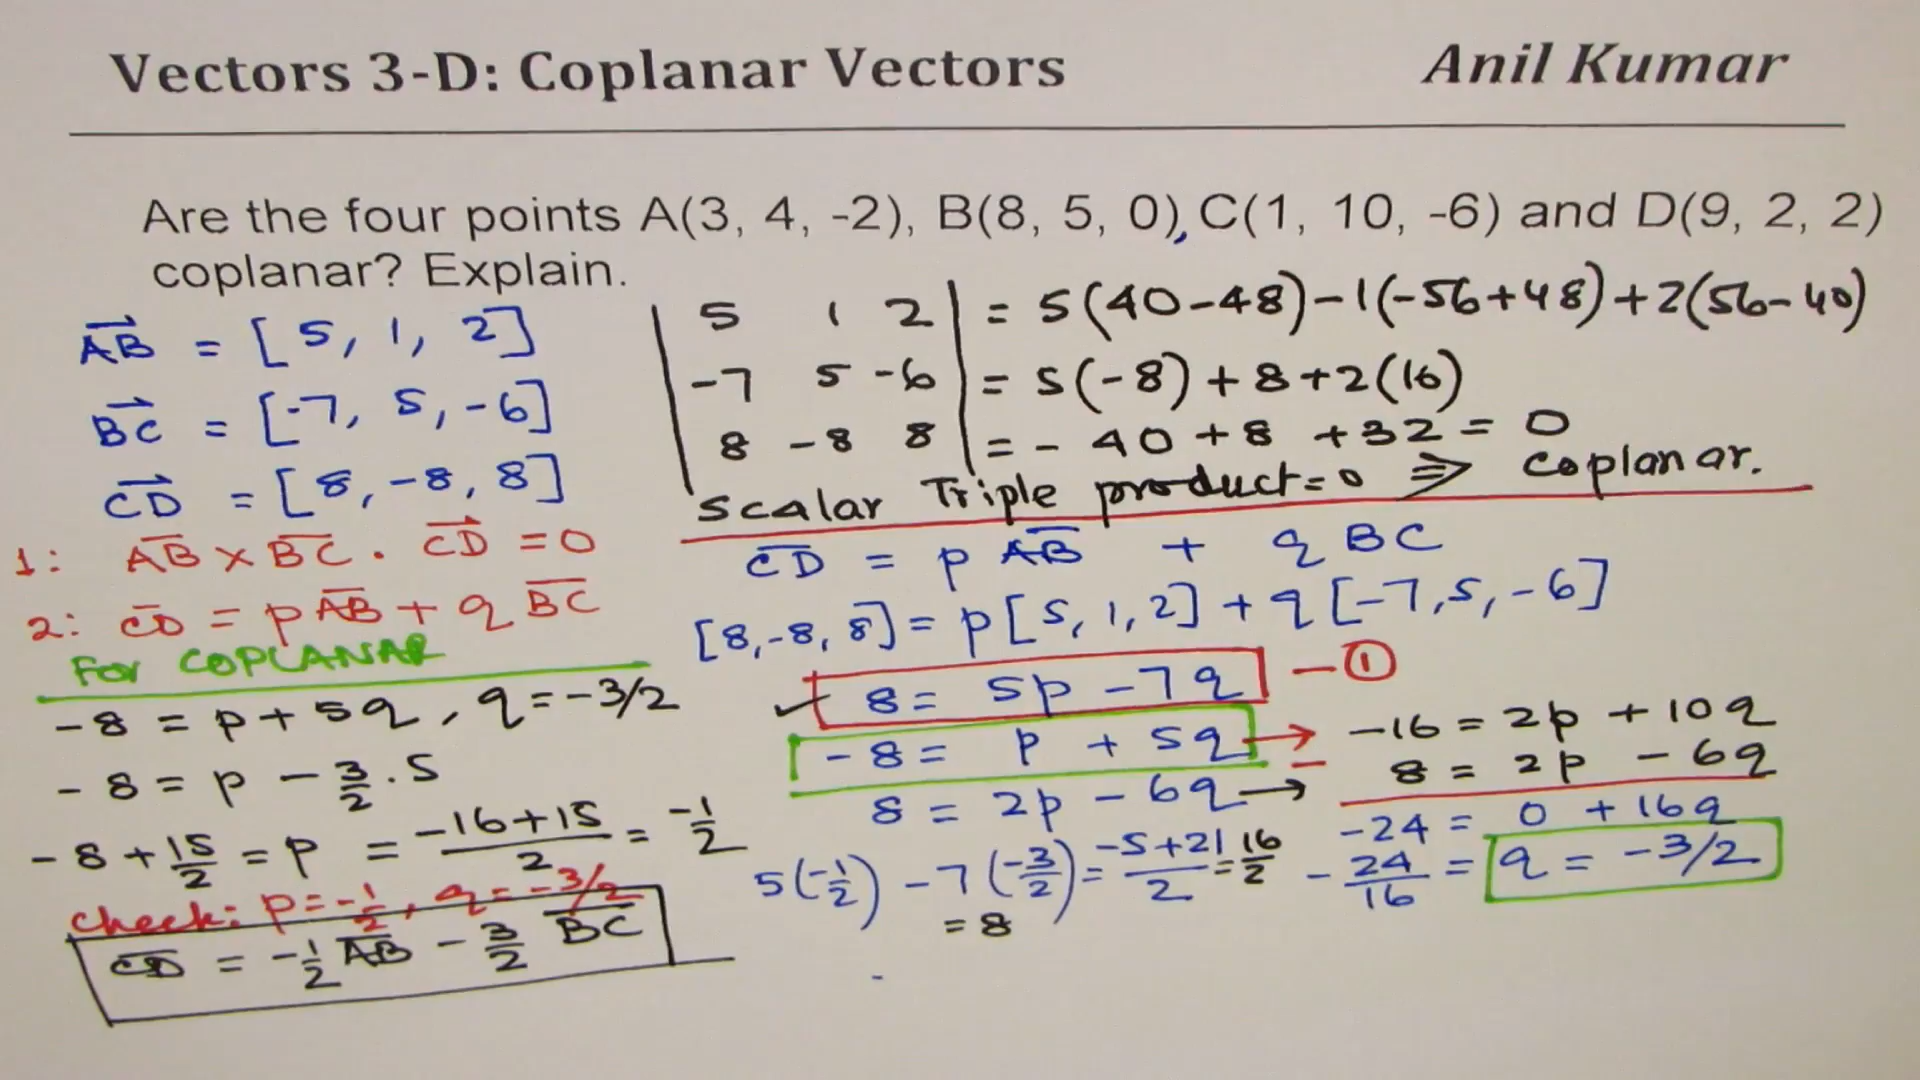 Vectors 3-D: Coplanar Vectors
Anil Kumar
Are the four points A(3, 4, -2), B(8, 5, 0), C(1, 10, -6) and D(9, 2, 2)
coplanar? Explain.
AB = [5, 1, 2]
BC = [-7, 5, -6]
CD = [8, -8, 8]
1: AB × BC . CD = 0
2: CD = pAB + qBC
For COPLANAR
| 5 1 2 | = 5(40-48) - 1(-56+48) + 2(56-40)
| -7 5 -6 | = 5(-8) + 8 + 2(16)
| 8 -8 8 | = - 40 + 8 + 32 = 0
Scalar Triple product = 0 ⇒ Coplanar.
CD = p AB + q BC
[8, -8, 8] = p[5, 1, 2] + q[-7, 5, -6]
✓ 8 = 5p - 7q - ①
-8 = p + 5q →
8 = 2p - 6q →
-16 = 2p + 10q
- 8 = 2p - 6q
-24 = 0 + 16q
-24/16 = q = -3/2
-8 = p + 5q, q = -3/2
-8 = p - 3/2 . 5
-8 + 15/2 = p = -16+15/2 = -1/2
check: p = -1/2, q = -3/2
5(-1/2) - 7(-3/2) = -5+21/2 = 16/2
= 8
CD = -1/2 AB - 3/2 BC